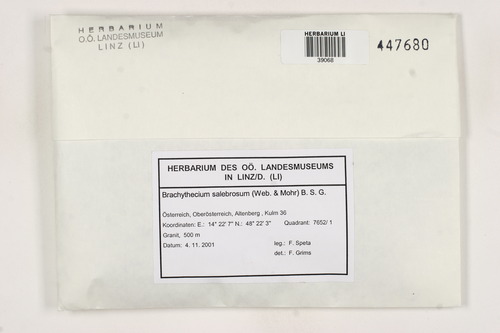 HERBARIUM
O.Ö. LANDESMUSEUM
LINZ (LI)
HERBARIUM LI
39068
447680
HERBARIUM DES OÖ. LANDESMUSEUMS
IN LINZ/D. (LI)
Brachythecium salebrosum (Web. & Mohr) B. S. G.
Österreich, Oberösterreich, Altenberg , Kulm 36
Koordinaten: E.: 14° 22' 7" N.: 48° 22' 3" Quadrant: 7652/ 1
Granit, 500 m
Datum: 4. 11. 2001 leg.: F. Speta
det.: F. Grims